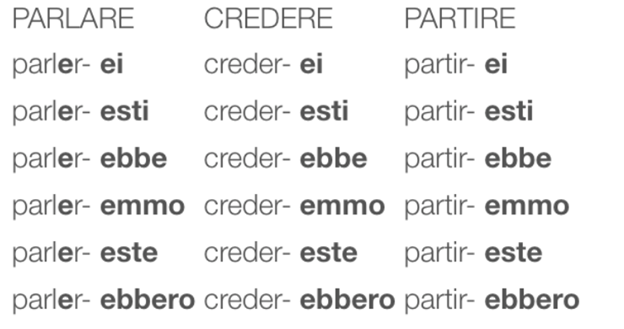 PARLARE CREDERE PARTIRE
parler- ei creder- ei partir- ei
parler- esti creder- esti partir- esti
parler- ebbe creder- ebbe partir- ebbe
parler- emmo creder- emmo partir- emmo
parler- este creder- este partir- este
parler- ebbero creder- ebbero partir- ebbero